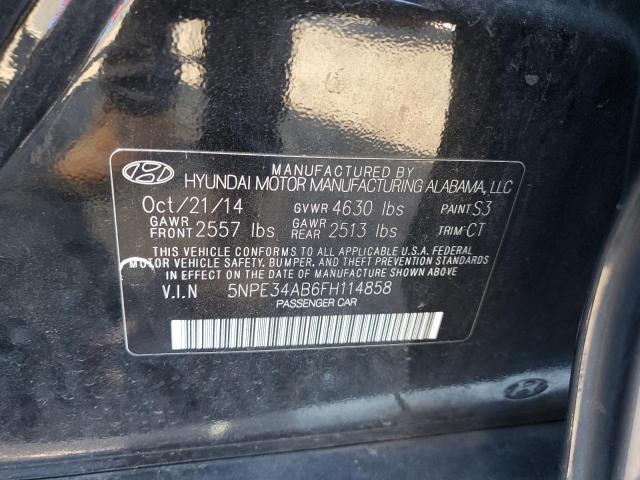 MANUFACTURED BY
HYUNDAI MOTOR MANUFACTURING ALABAMA, LLC
Oct/21/14 GVWR 4630 lbs PAINT S3
GAWR FRONT 2557 lbs GAWR REAR 2513 lbs TRIM CT
THIS VEHICLE CONFORMS TO ALL APPLICABLE U.S.A. FEDERAL
MOTOR VEHICLE SAFETY, BUMPER, AND THEFT PREVENTION STANDARDS
IN EFFECT ON THE DATE OF MANUFACTURE SHOWN ABOVE.
V.I.N 5NPE34AB6FH114858
PASSENGER CAR